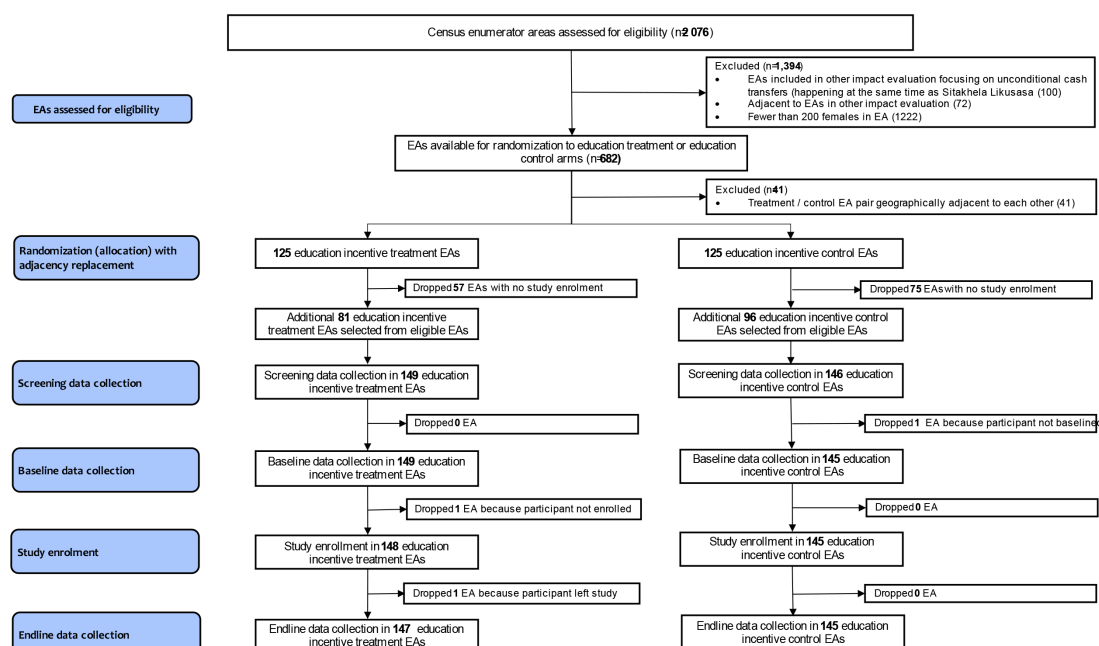 Census enumerator areas assessed for eligibility (n=2 076)
Excluded (n=1,394)
• EAs included in other impact evaluation focusing on unconditional cash
transfers (happening at the same time as Sitakhela Likusasa (100)
• Adjacent to EAs in other impact evaluation (72)
• Fewer than 200 females in EA (1222)
EAs assessed for eligibility
EAs available for randomization to education treatment or education
control arms (n=682)
Excluded (n=41)
• Treatment / control EA pair geographically adjacent to each other (41)
Randomization (allocation) with
adjacency replacement
125 education incentive treatment EAs
125 education incentive control EAs
Dropped 57 EAs with no study enrolment
Dropped 75 EAs with no study enrolment
Additional 81 education incentive
treatment EAs selected from eligible EAs
Additional 96 education incentive control
EAs selected from eligible EAs
Screening data collection
Screening data collection in 149 education
incentive treatment EAs
Screening data collection in 146 education
incentive control EAs
Dropped 0 EA
Dropped 1 EA because participant not baselined
Baseline data collection
Baseline data collection in 149 education
incentive treatment EAs
Baseline data collection in 145 education
incentive control EAs
Dropped 1 EA because participant not enrolled
Dropped 0 EA
Study enrolment
Study enrollment in 148 education
incentive treatment EAs
Study enrollment in 145 education
incentive control EAs
Dropped 1 EA because participant left study
Dropped 0 EA
Endline data collection
Endline data collection in 147 education
incentive treatment EAs
Endline data collection in 145 education
incentive control EAs